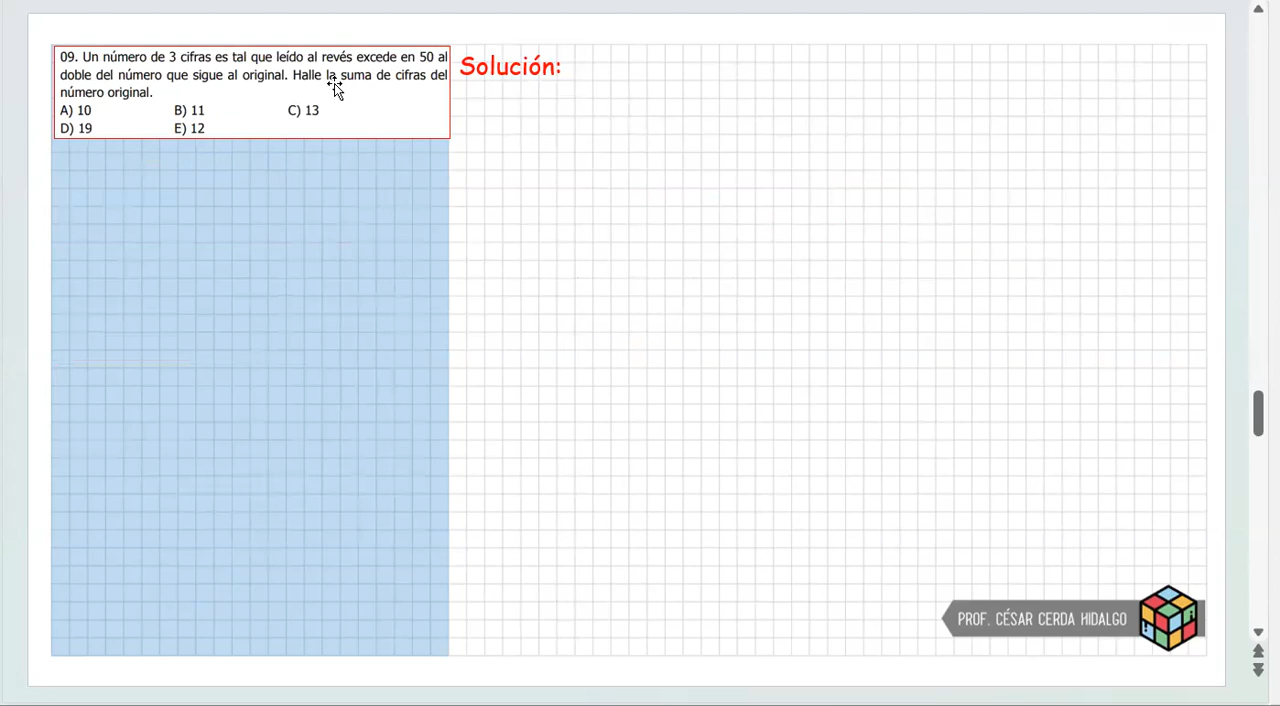 09. Un número de 3 cifras es tal que leído al revés excede en 50 al
doble del número que sigue al original. Halle la suma de cifras del
número original.
A) 10 B) 11 C) 13
D) 19 E) 12
Solución:
PROF. CÉSAR CERDA HIDALGO